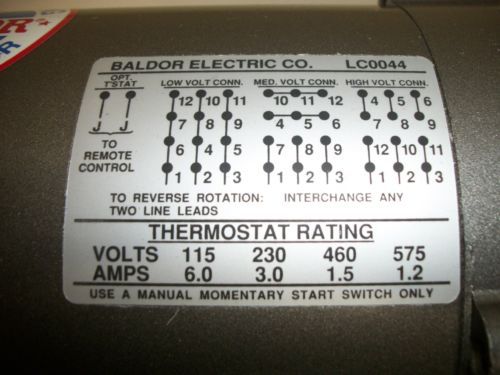 BALDOR ELECTRIC CO. LC0044
OPT. T'STAT LOW VOLT CONN. MED. VOLT CONN. HIGH VOLT CONN.
12 10 11 10 11 12 4 5 6
7 8 9 4 5 6 7 8 9
J J 6 4 5 7 8 9 12 10 11
1 2 3 1 2 3 1 2 3
TO REMOTE CONTROL
TO REVERSE ROTATION: INTERCHANGE ANY
TWO LINE LEADS
THERMOSTAT RATING
VOLTS 115 230 460 575
AMPS 6.0 3.0 1.5 1.2
USE A MANUAL MOMENTARY START SWITCH ONLY